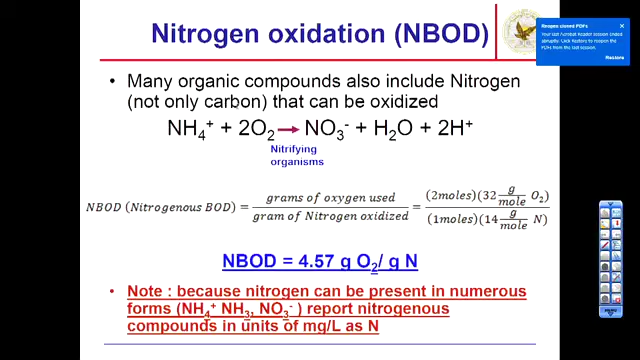 Nitrogen oxidation (NBOD)
Reopen closed PDFs?
Your last Acrobat Reader session ended
abruptly. Click Restore to reopen the
PDFs from the last session.
Restore
• Many organic compounds also include Nitrogen
(not only carbon) that can be oxidized
NH₄⁺ + 2O₂ → NO₃⁻ + H₂O + 2H⁺
Nitrifying
organisms
NBOD (Nitrogenous BOD) = grams of oxygen used / gram of Nitrogen oxidized = (2moles)(32 g/mole O₂) / (1moles)(14 g/mole N)
NBOD = 4.57 g O₂/ g N
• Note : because nitrogen can be present in numerous
forms (NH₄⁺ NH₃, NO₃⁻ ) report nitrogenous
compounds in units of mg/L as N